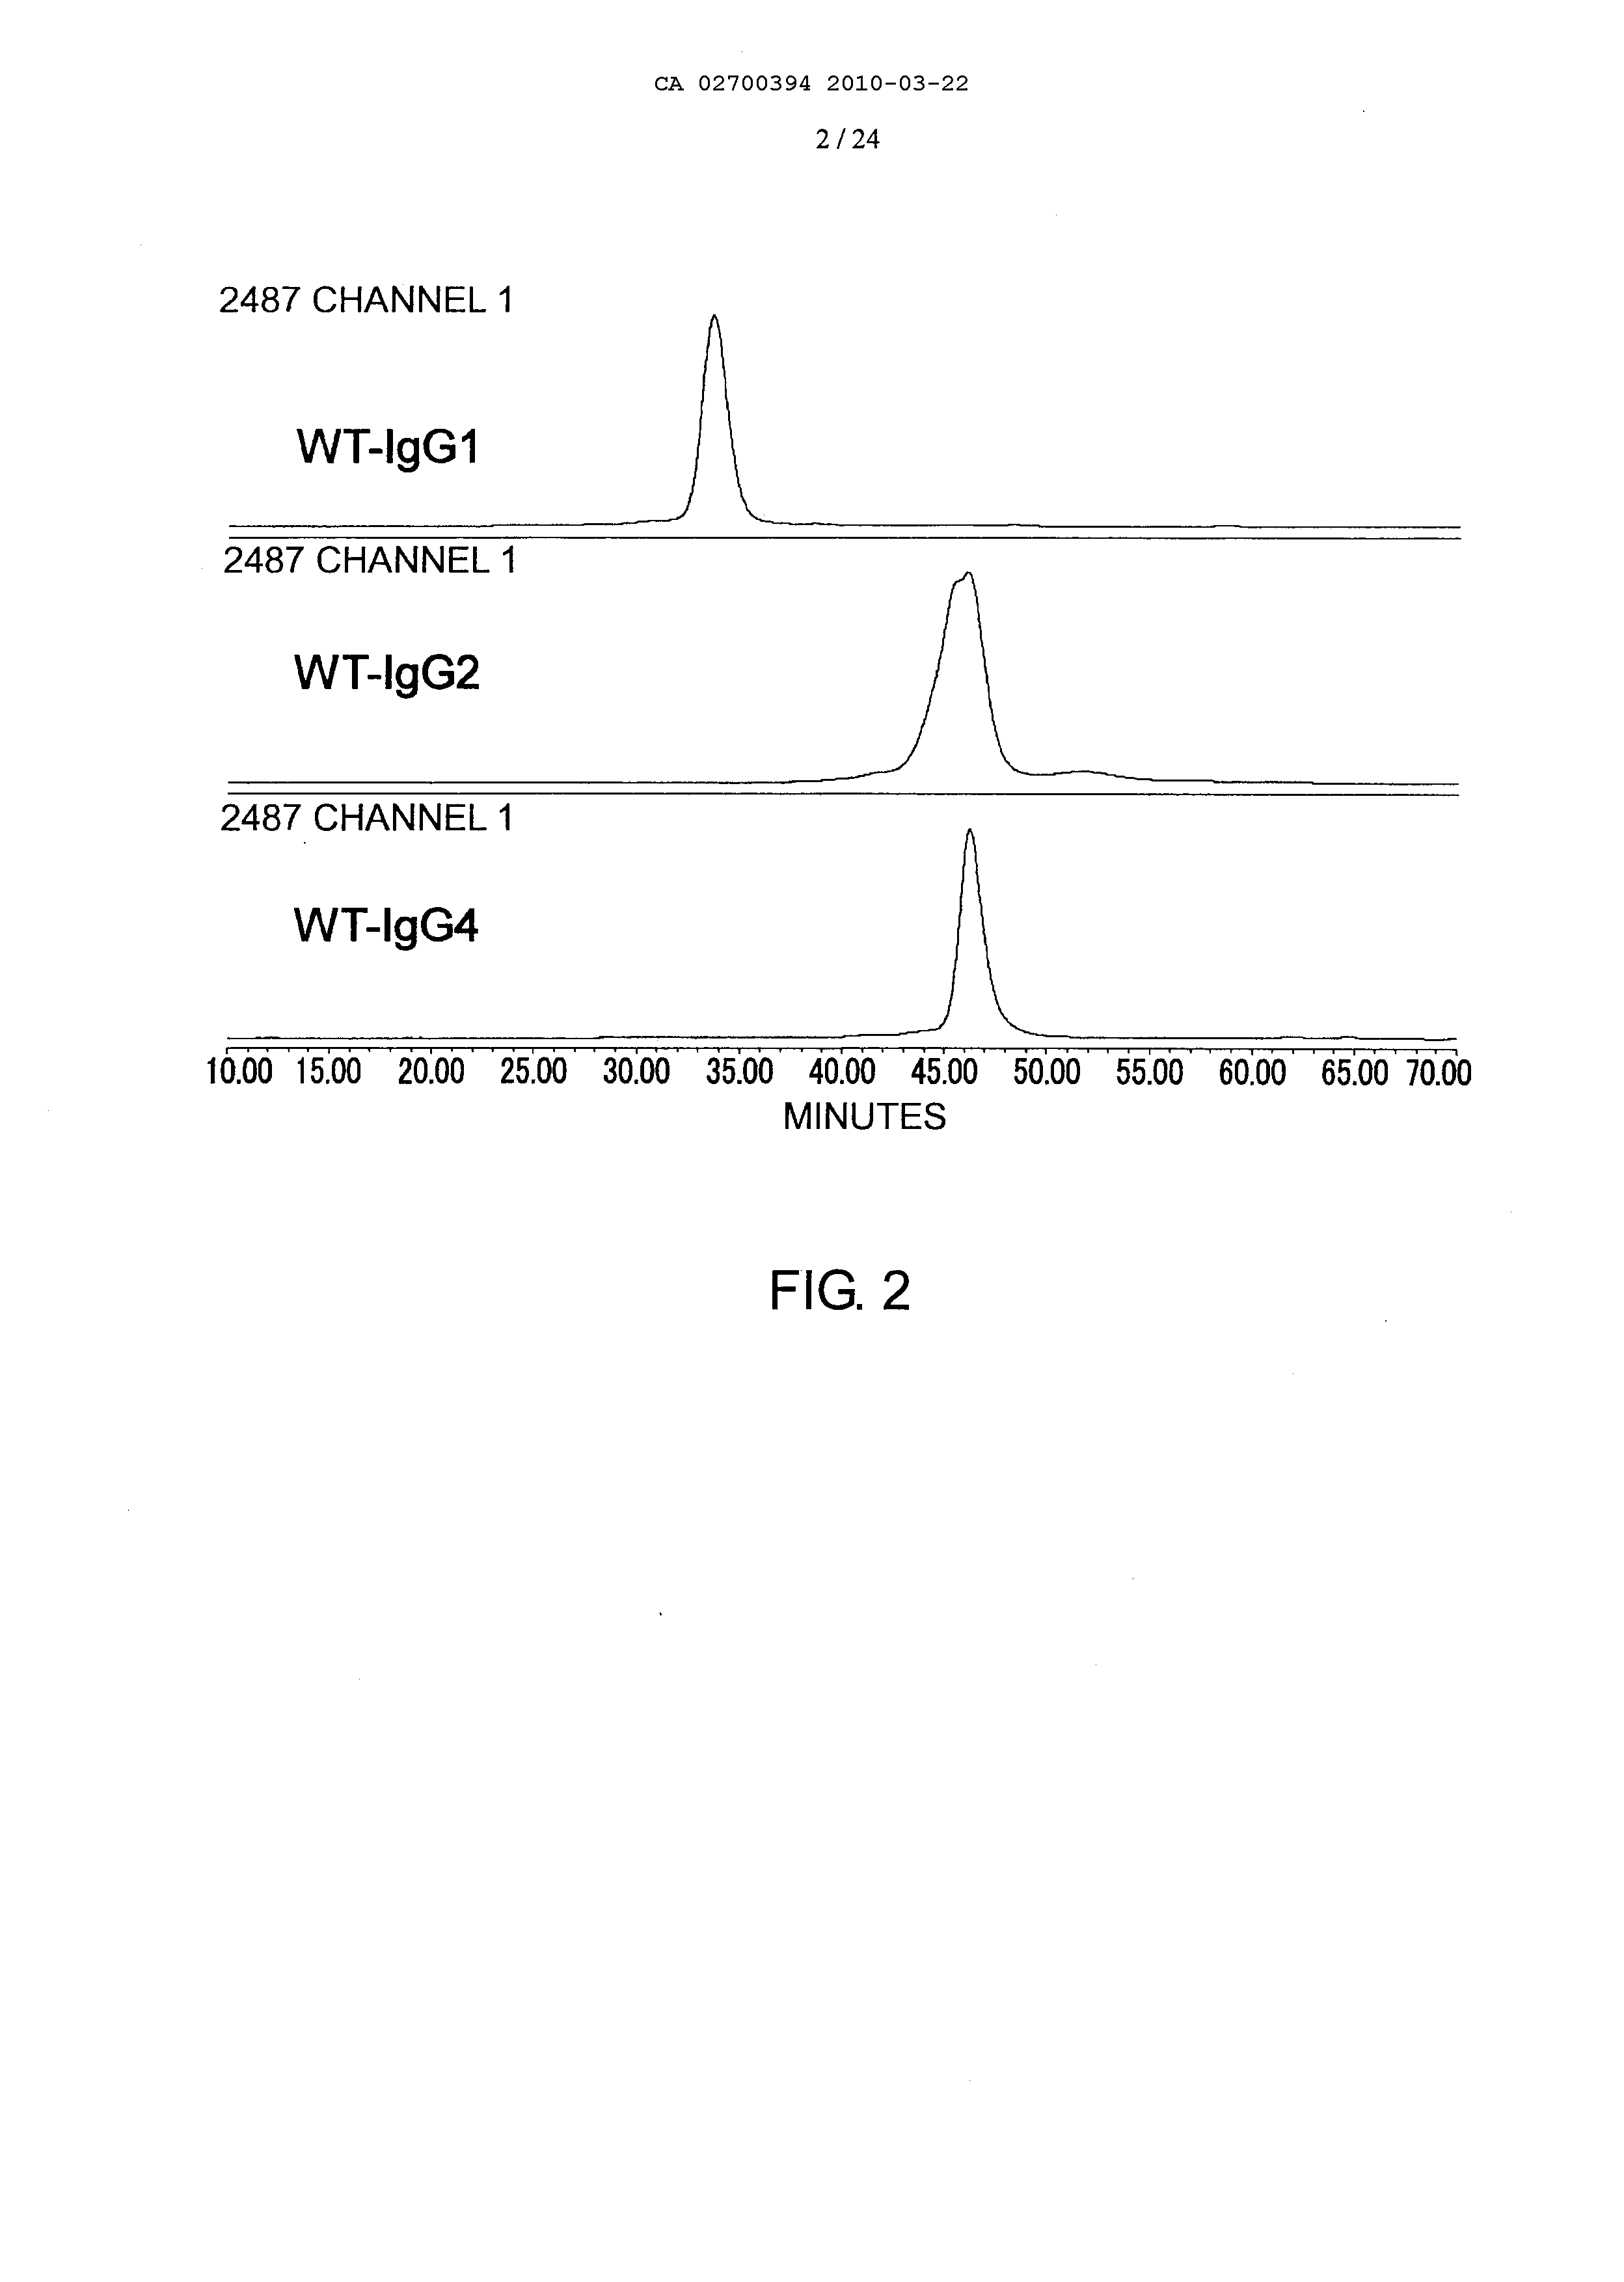 CA 02700394 2010-03-22
2/24
2487 CHANNEL 1
WT-IgG1
2487 CHANNEL 1
WT-IgG2
2487 CHANNEL 1
WT-IgG4
10.00 15.00 20.00 25.00 30.00 35.00 40.00 45.00 50.00 55.00 60.00 65.00 70.00
MINUTES
FIG. 2